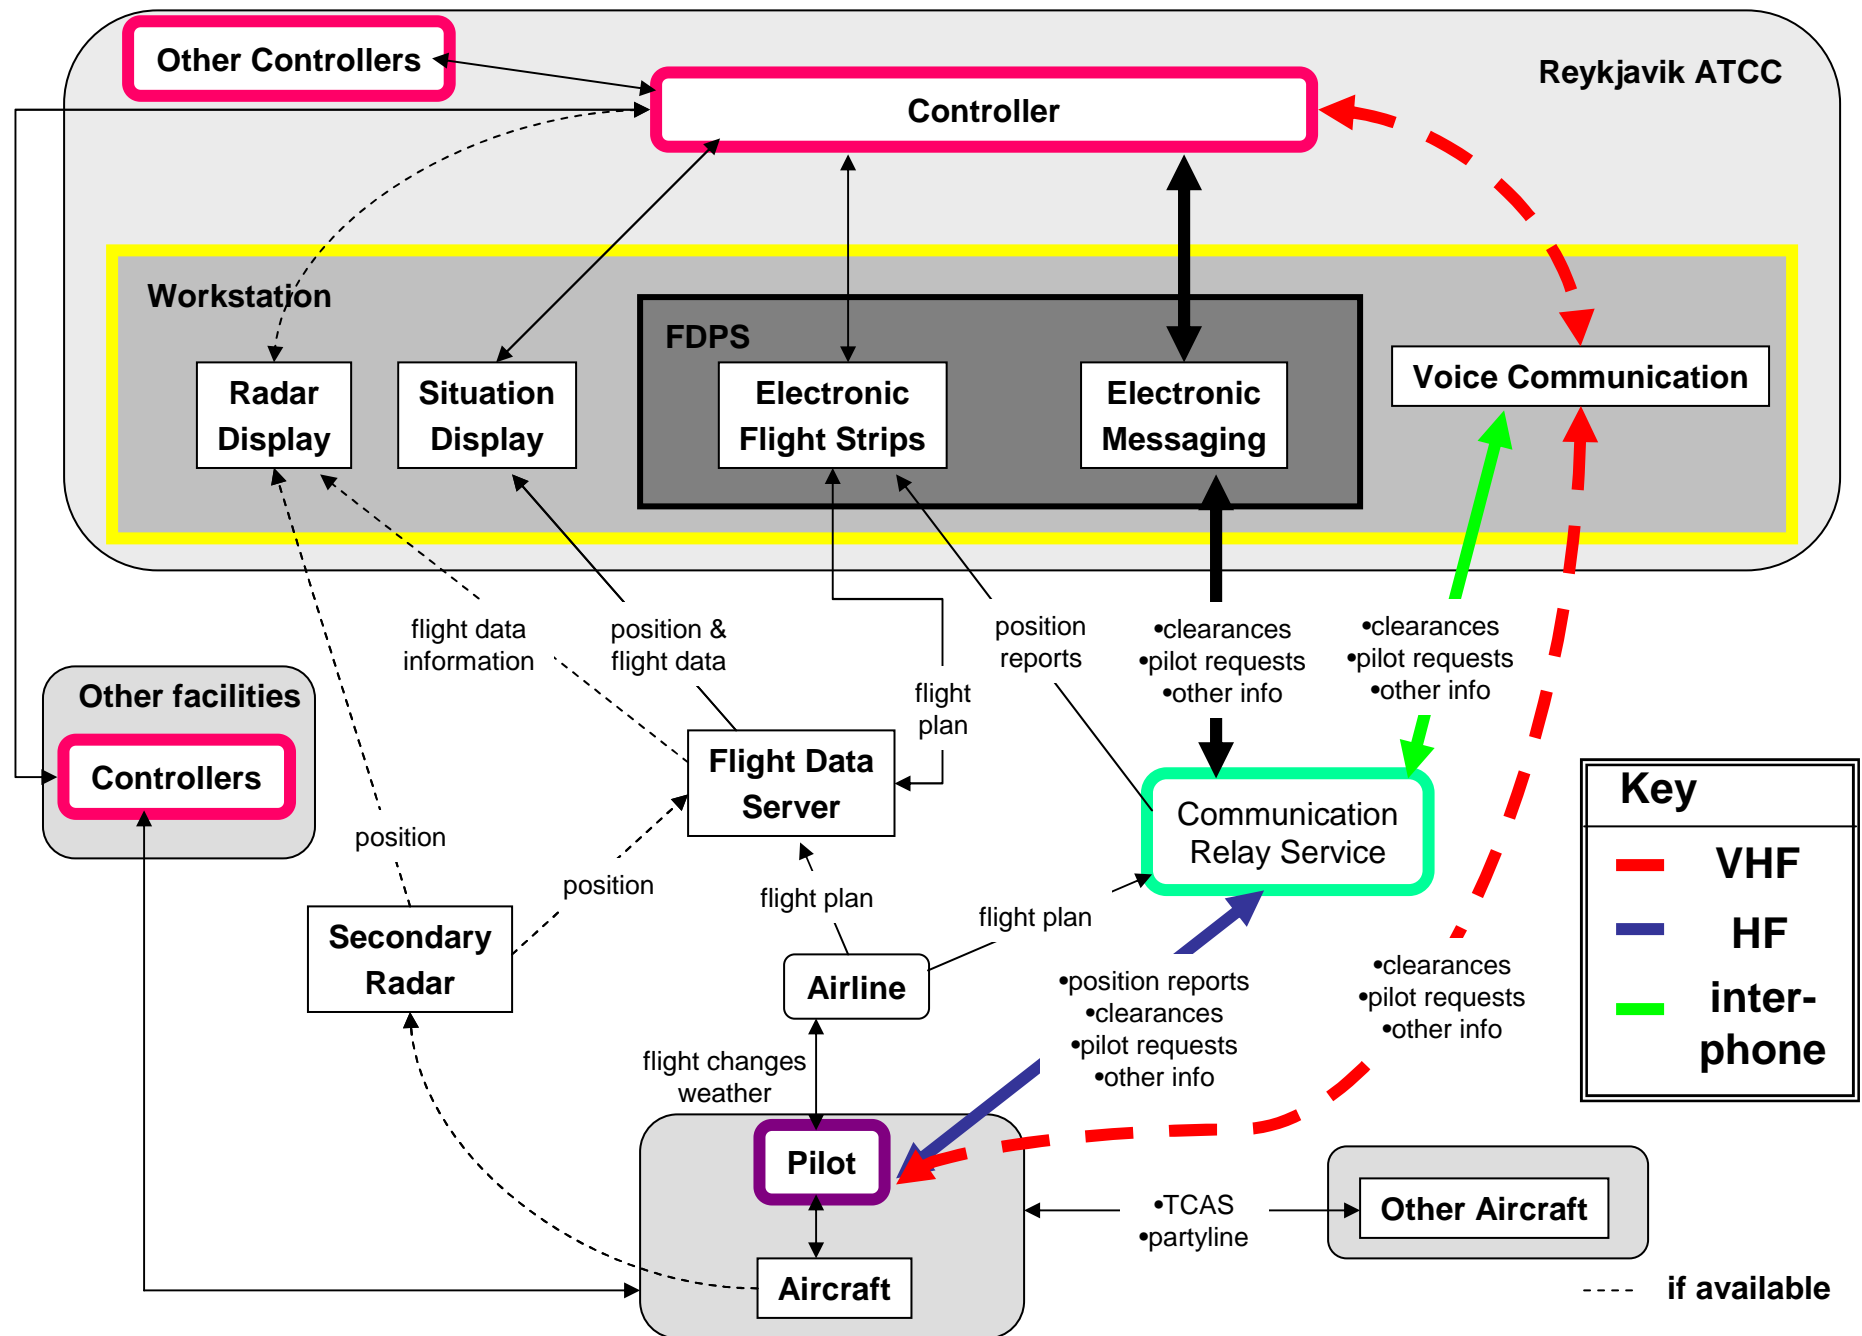 Other Controllers
Reykjavik ATCC
Controller
Workstation
FDPS
Radar
Display
Situation
Display
Electronic
Flight Strips
Electronic
Messaging
Voice Communication
flight data
information
position &
flight data
position
reports
•clearances
•pilot requests
•other info
•clearances
•pilot requests
•other info
flight
plan
Other facilities
Controllers
Flight Data
Server
Communication
Relay Service
Key
VHF
HF
inter-
phone
position
position
flight plan
flight plan
Secondary
Radar
Airline
•position reports
•clearances
•pilot requests
•other info
•clearances
•pilot requests
•other info
flight changes
weather
Pilot
Aircraft
•TCAS
•partyline
Other Aircraft
if available